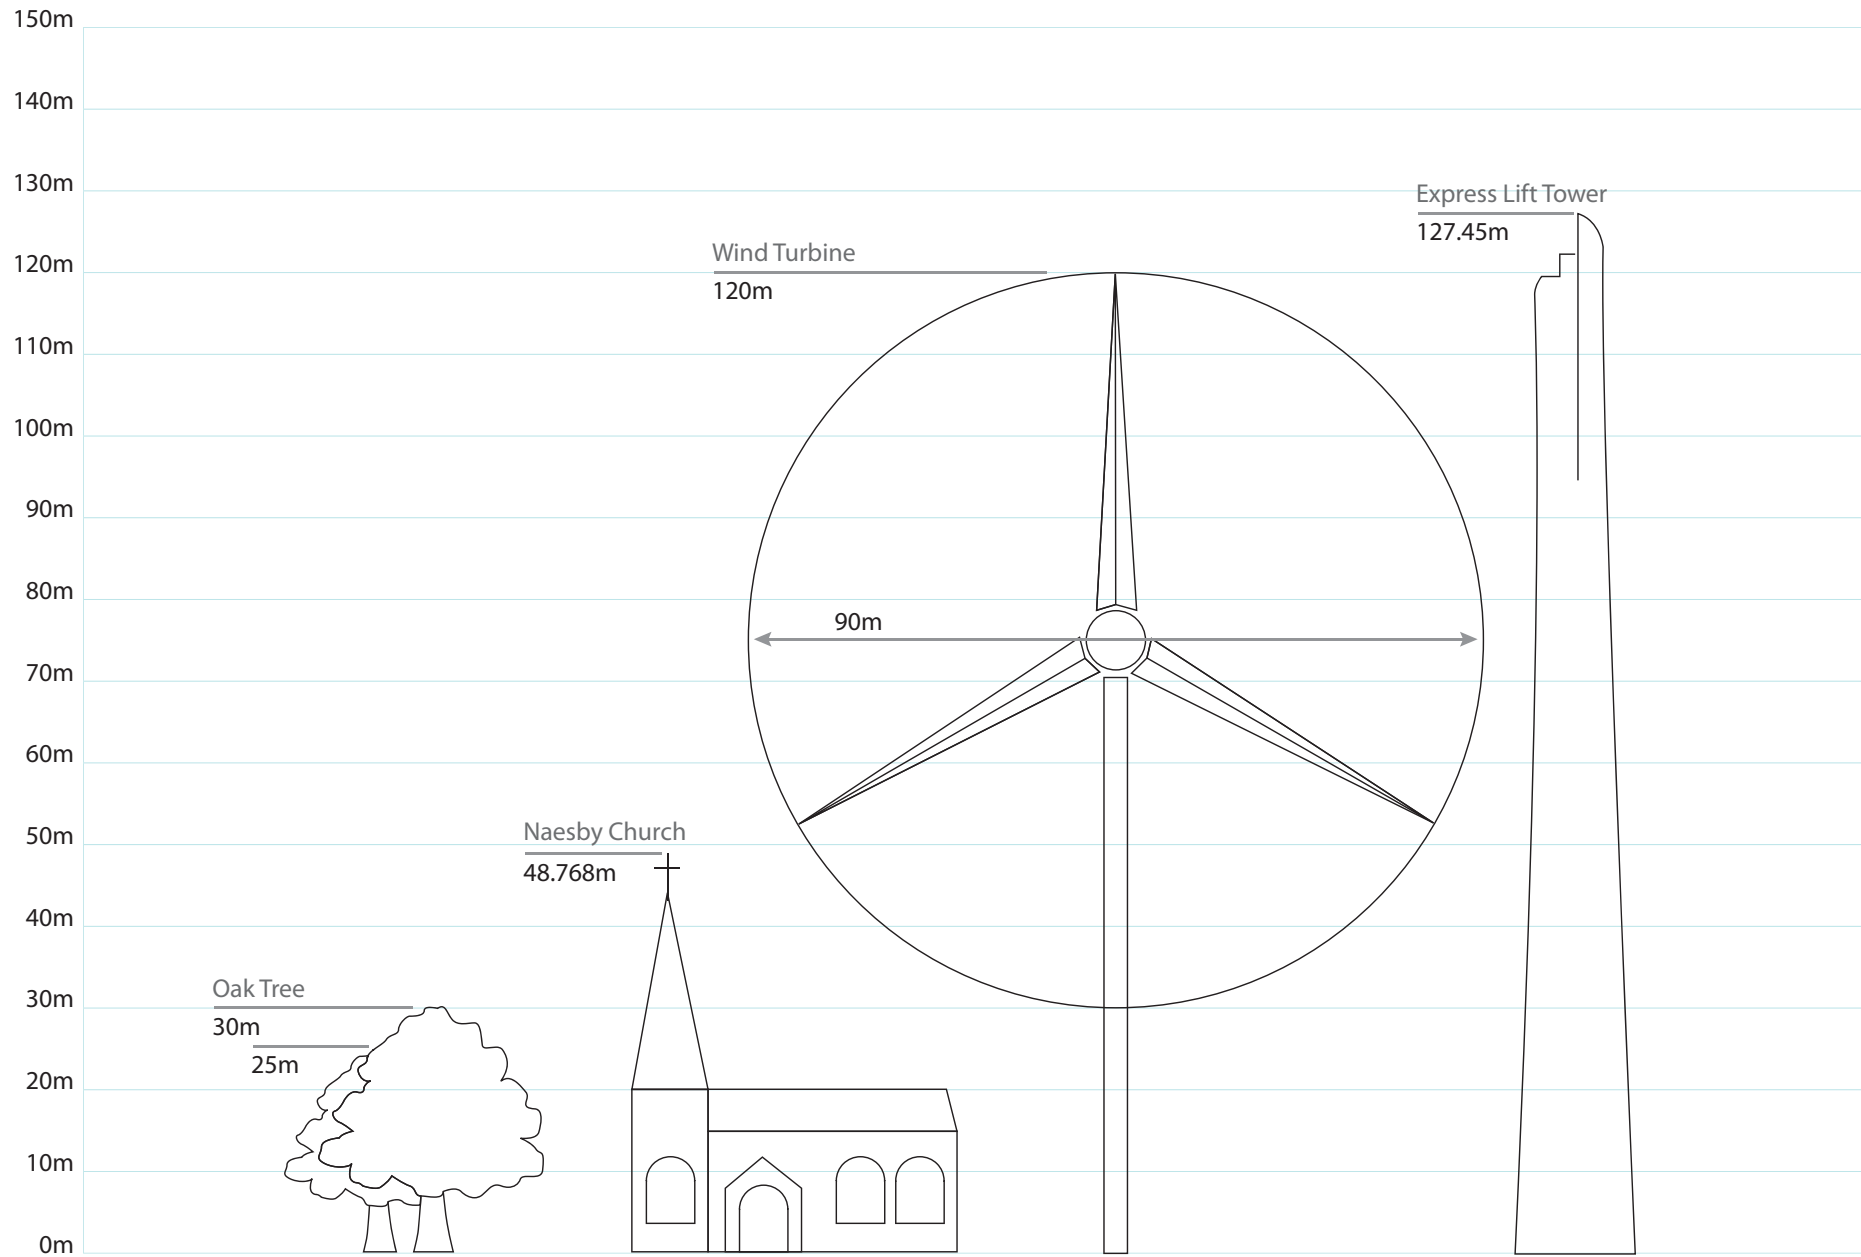 150m
140m
130m
120m
110m
100m
90m
80m
70m
60m
50m
40m
30m
20m
10m
0m
Oak Tree
30m
25m
Naesby Church
48.768m
Wind Turbine
120m
90m
Express Lift Tower
127.45m